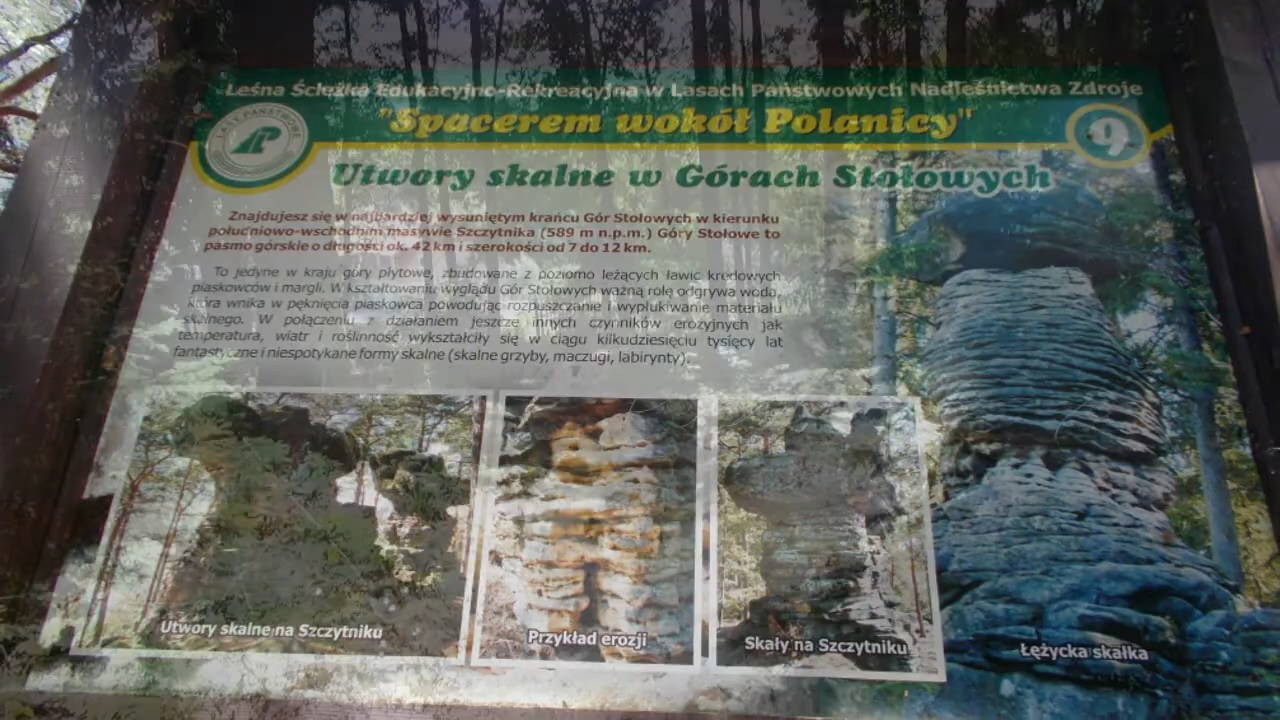 Leśna Ścieżka Edukacyjno-Rekreacyjna w Lasach Państwowych Nadleśnictwa Zdroje
"Spacerem wokół Polanicy"
9
LASY PAŃSTWOWE
Utwory skalne w Górach Stołowych
Znajdujesz się w najbardziej wysuniętym krańcu Gór Stołowych w kierunku
południowo-wschodnim masywie Szczytnika (589 m n.p.m.) Góry Stołowe to
pasmo górskie o długości ok. 42 km i szerokości od 7 do 12 km.
To jedyne w kraju góry płytowe, zbudowane z poziomo leżących ławic kredowych
piaskowców i margli. W kształtowaniu wyglądu Gór Stołowych ważną rolę odgrywa woda,
która wnika w pęknięcia piaskowca powodując rozpuszczanie i wypłukiwanie materiału
skalnego. W połączeniu z działaniem jeszcze innych czynników erozyjnych jak
temperatura, wiatr i roślinność wykształciły się w ciągu kilkudziesięciu tysięcy lat
fantastyczne i niespotykane formy skalne (skalne grzyby, maczugi, labirynty).
Utwory skalne na Szczytniku
Przykład erozji
Skały na Szczytniku
Łężycka skałka